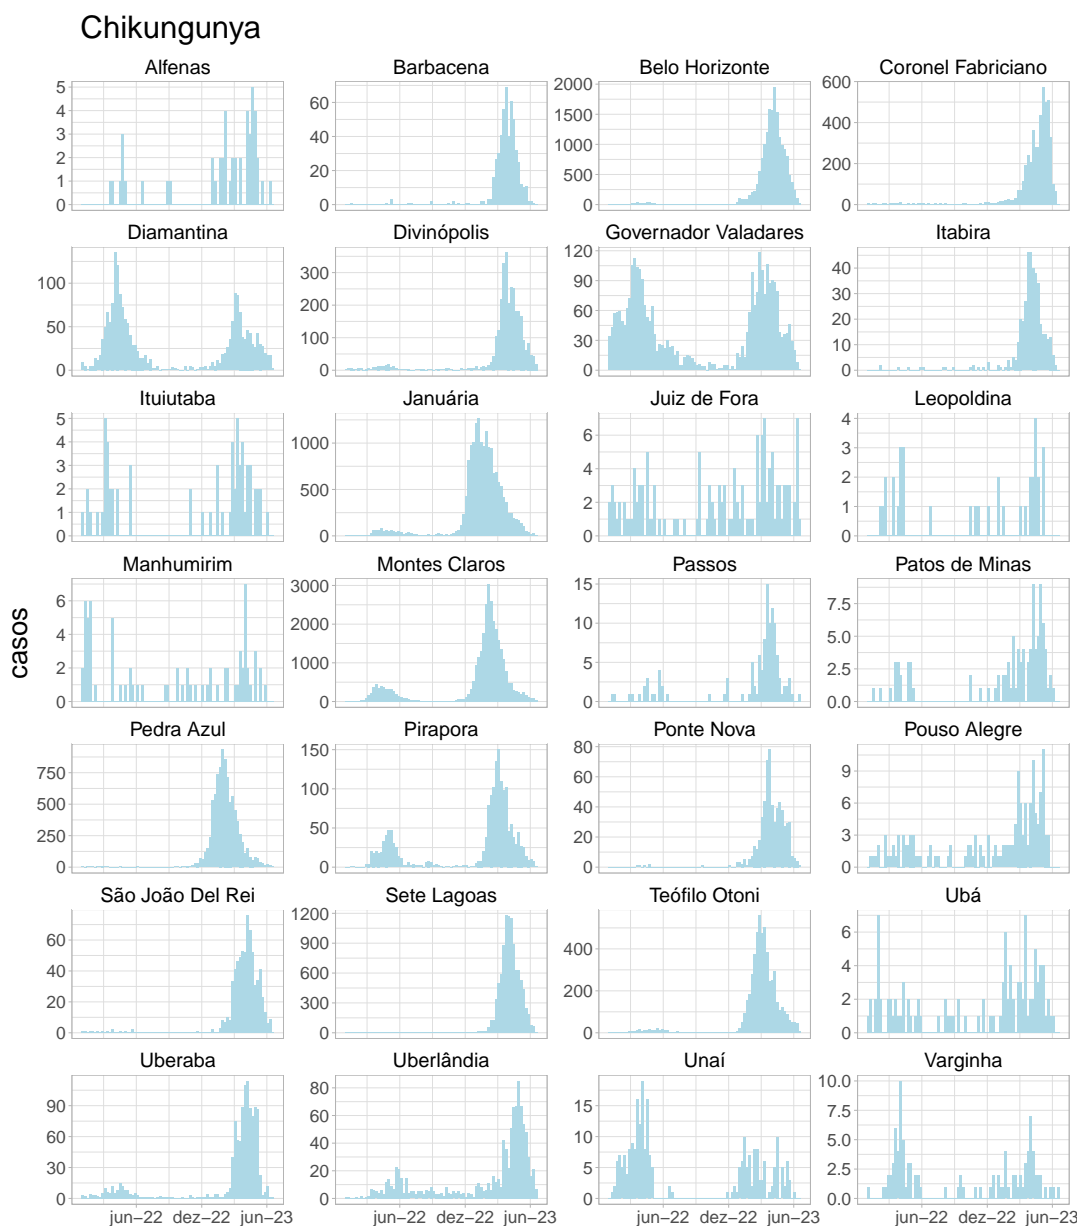 Chikungunya
Alfenas Barbacena Belo Horizonte Coronel Fabriciano
5 4 3 2 1 0
60 40 20 0
2000 1500 1000 500 0
600 400 200 0
Diamantina Divinópolis Governador Valadares Itabira
100 50 0
300 200 100 0
120 90 60 30 0
40 30 20 10 0
Ituiutaba Januária Juiz de Fora Leopoldina
5 4 3 2 1 0
1000 500 0
6 4 2 0
4 3 2 1 0
casos
Manhumirim Montes Claros Passos Patos de Minas
6 4 2 0
3000 2000 1000 0
15 10 5 0
7.5 5.0 2.5 0.0
Pedra Azul Pirapora Ponte Nova Pouso Alegre
750 500 250 0
150 100 50 0
80 60 40 20 0
9 6 3 0
São João Del Rei Sete Lagoas Teófilo Otoni Ubá
60 40 20 0
1200 900 600 300 0
400 200 0
6 4 2 0
Uberaba Uberlândia Unaí Varginha
90 60 30 0
80 60 40 20 0
15 10 5 0
10.0 7.5 5.0 2.5 0.0
jun–22 dez–22 jun–23 jun–22 dez–22 jun–23 jun–22 dez–22 jun–23 jun–22 dez–22 jun–23